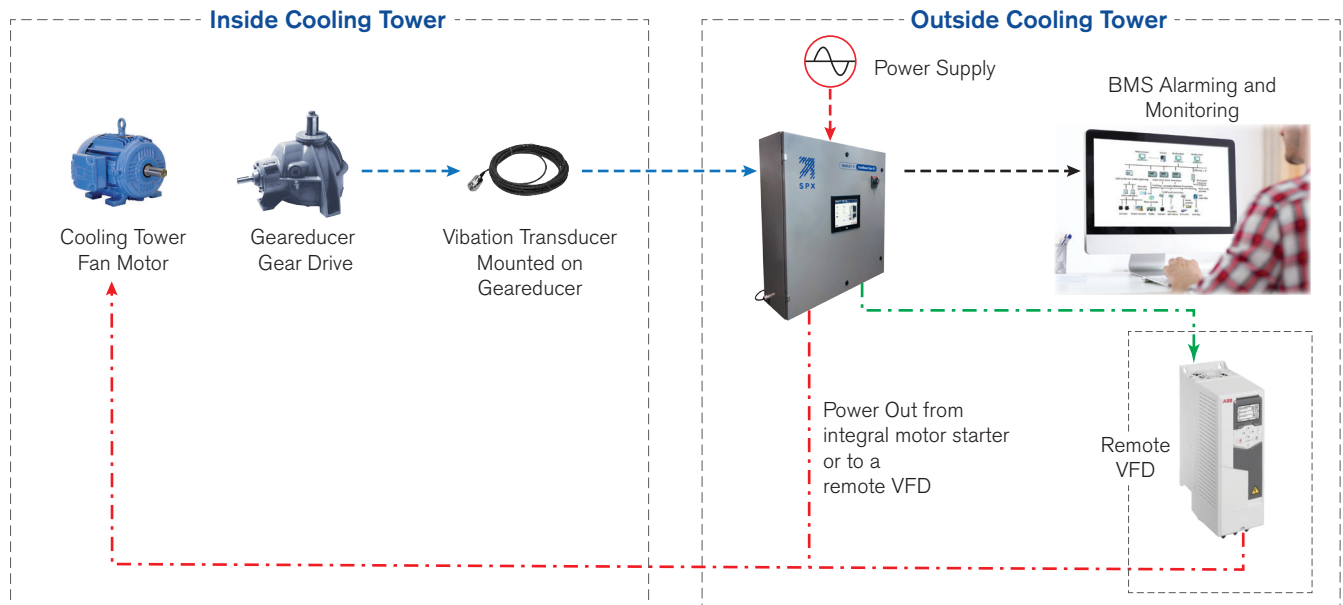 Inside Cooling Tower
Outside Cooling Tower
Power Supply
BMS Alarming and
Monitoring
SPX
Cooling Tower
Fan Motor
Geareducer
Gear Drive
Vibation Transducer
Mounted on
Geareducer
Power Out from
integral motor starter
or to a
remote VFD
Remote
VFD
ABB